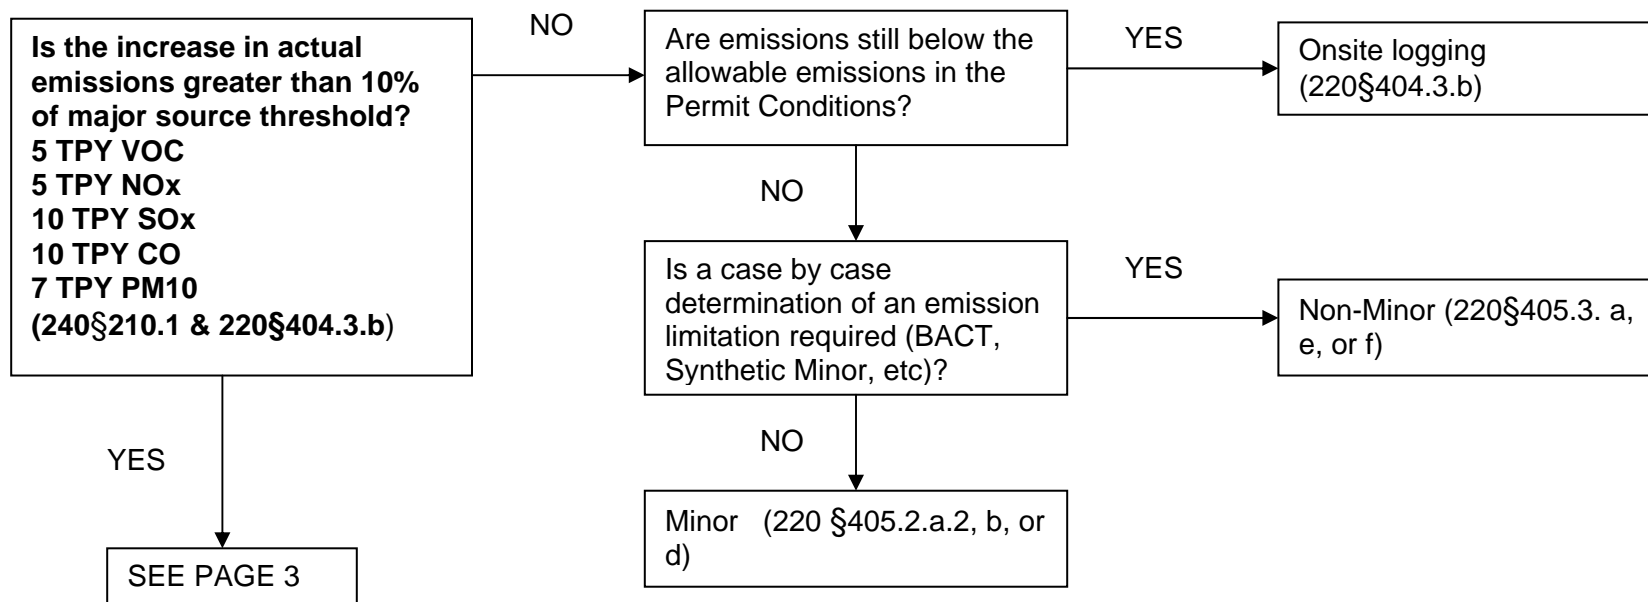 Is the increase in actual
emissions greater than 10%
of major source threshold?
5 TPY VOC
5 TPY NOx
10 TPY SOx
10 TPY CO
7 TPY PM10
(240§210.1 & 220§404.3.b)
NO
Are emissions still below the
allowable emissions in the
Permit Conditions?
YES
Onsite logging
(220§404.3.b)
NO
Is a case by case
determination of an emission
limitation required (BACT,
Synthetic Minor, etc)?
YES
Non-Minor (220§405.3. a,
e, or f)
NO
Minor (220 §405.2.a.2, b, or
d)
YES
SEE PAGE 3